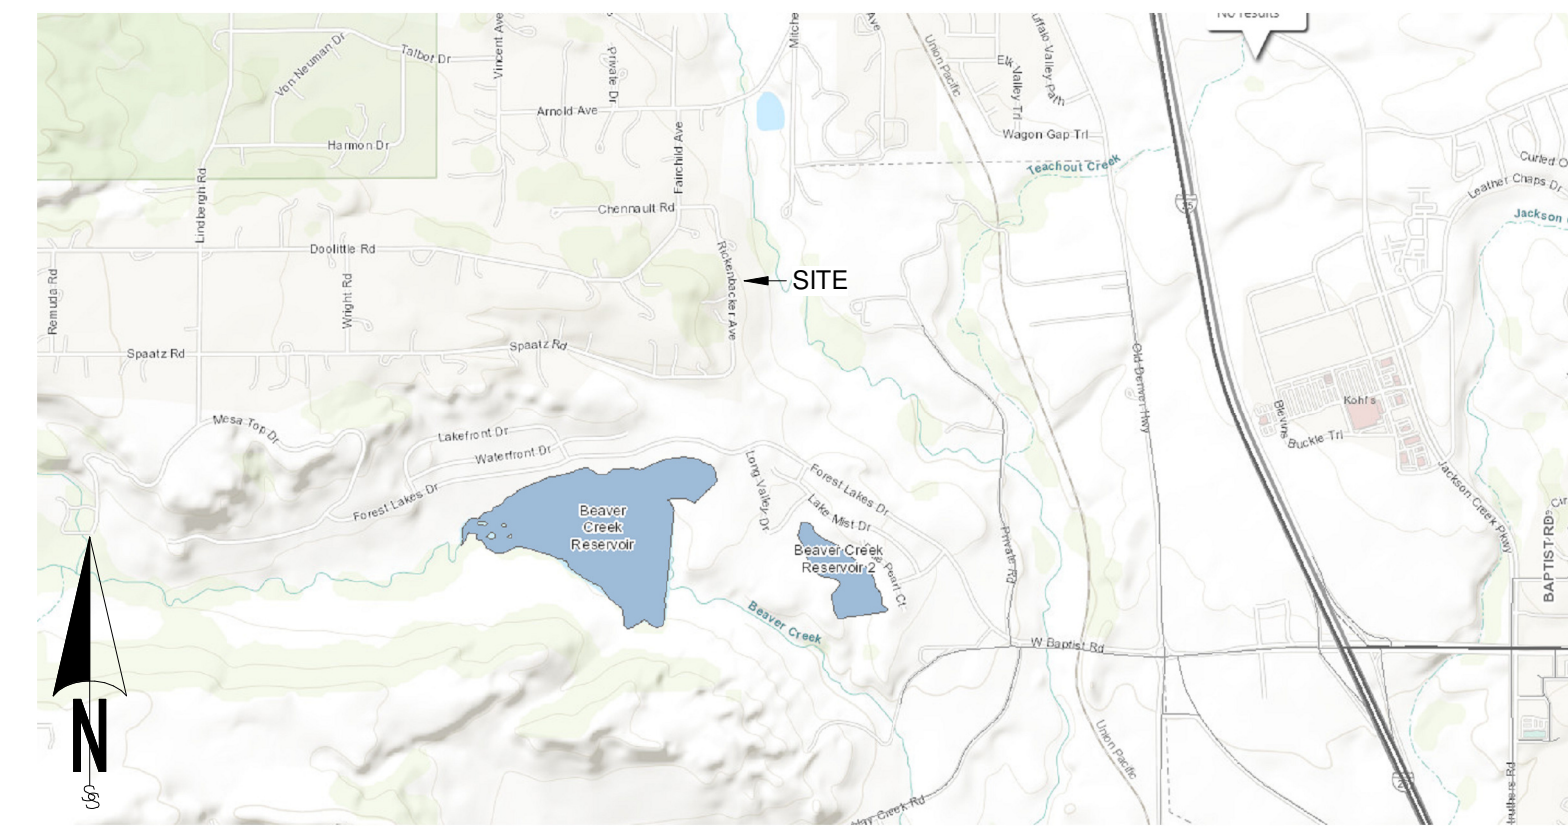 No results
Von Neuman Dr
Talbot Dr
Vincent Ave
Private Dr
Ave
Union Pacific
Elk Valley Trl
Arnold Ave
Wagon Gap Trl
Harmon Dr
Fairchild Ave
Teachout Creek
Curled
Leather Chaps Dr
Lindbergh Rd
Chennault Rd
Jackson
Doolittle Rd
Rickenbacker Ave
SITE
Remuda Rd
Wright Rd
Spaatz Rd
Spaatz Rd
Old Denver Hwy
Kohl's
Blevins
Buckle Trl
Mesa Top Dr
Lakefront Dr
Waterfront Dr
Forest Lakes Dr
Long Valley Dr
Forest Lakes Dr
Lake Mist Dr
Jackson Creek Pkwy
Beaver
Creek
Reservoir
Beaver Creek
Reservoir 2
Pearl Ct
Private Rd
BAPTIST RD
Beaver Creek
W Baptist Rd
N
Union Pacific